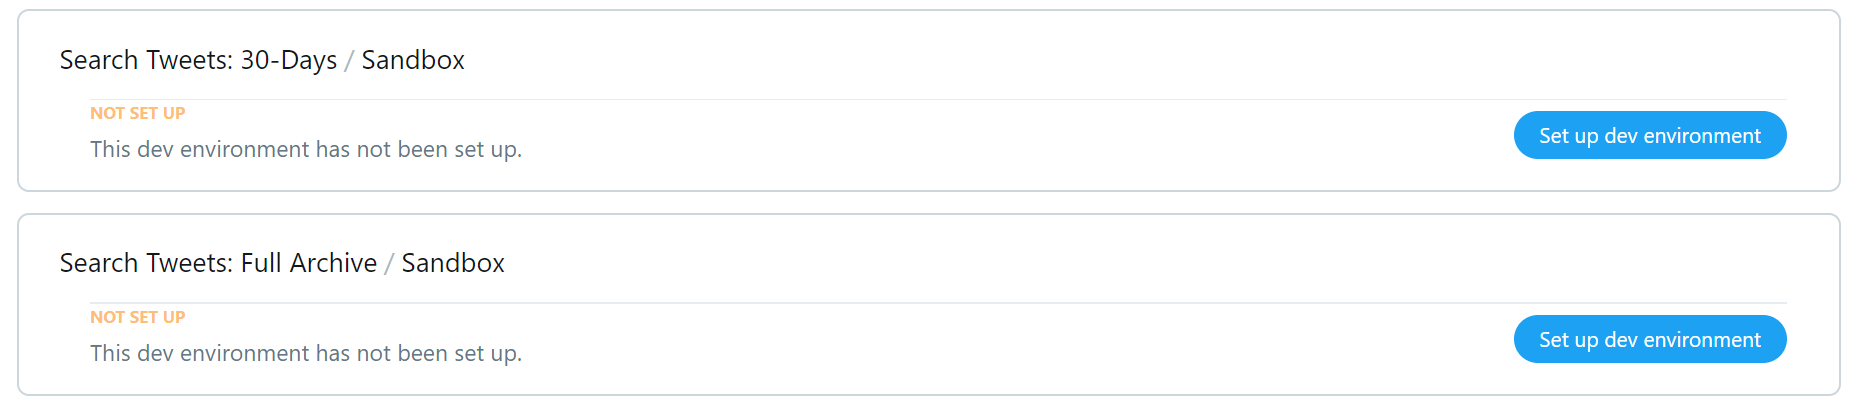 Search Tweets: 30-Days / Sandbox
NOT SET UP
This dev environment has not been set up.
Set up dev environment
Search Tweets: Full Archive / Sandbox
NOT SET UP
This dev environment has not been set up.
Set up dev environment